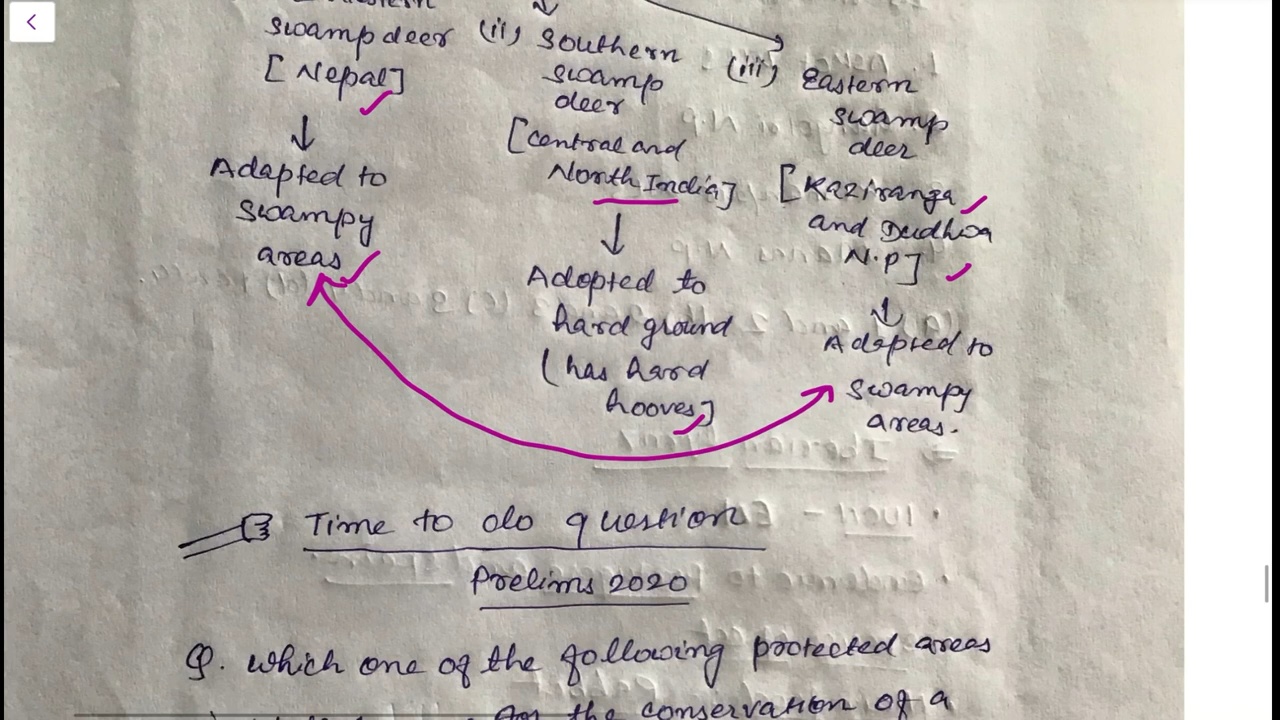 swamp deer
[Nepal]
↓
Adapted to
swampy
areas
(ii) Southern
swamp
deer
[central and
North India]
↓
Adopted to
hard ground
(has hard
hooves]
(iii) Eastern
swamp
deer
[Kaziranga
and Dudhwa
N.P]
↓
Adapted to
swampy
areas.
Time to do question
Prelims 2020
Q. which one of the following protected areas
for the conservation of a